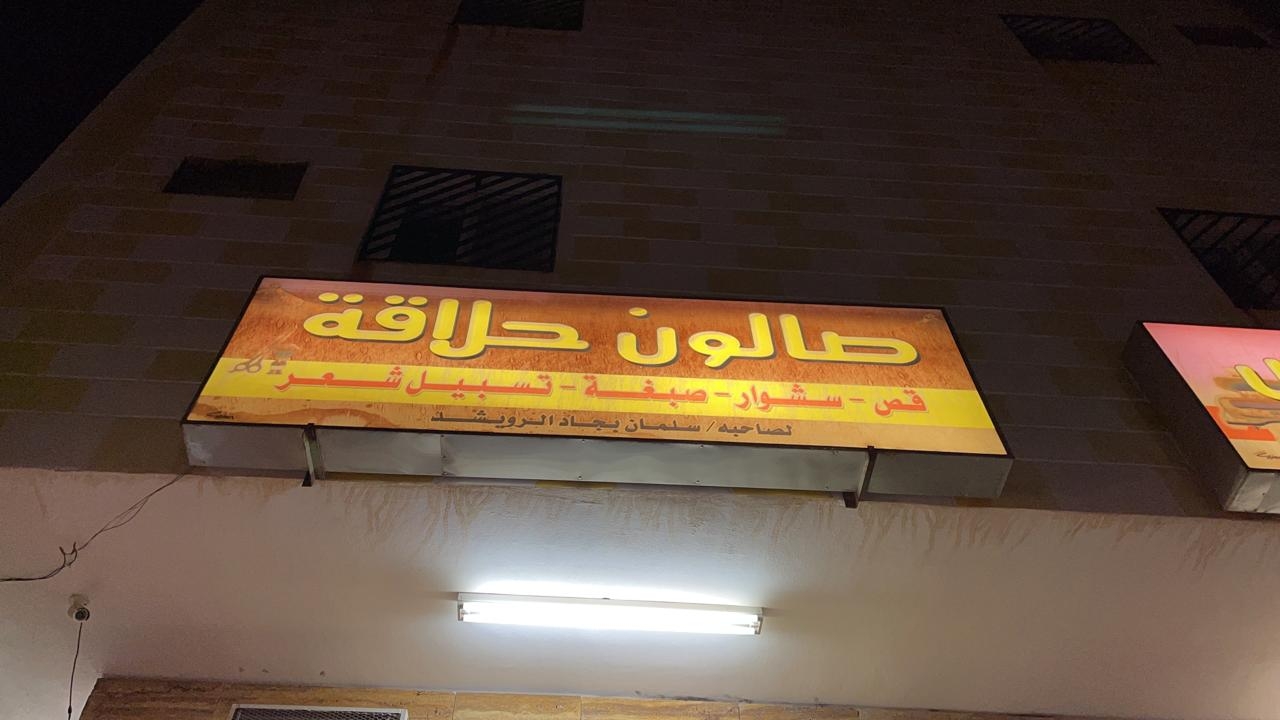 صالون حلاقة
قص - سشوار - صبغة - تسبيل شعر
لصاحبه / سلمان بجاد الرويشد